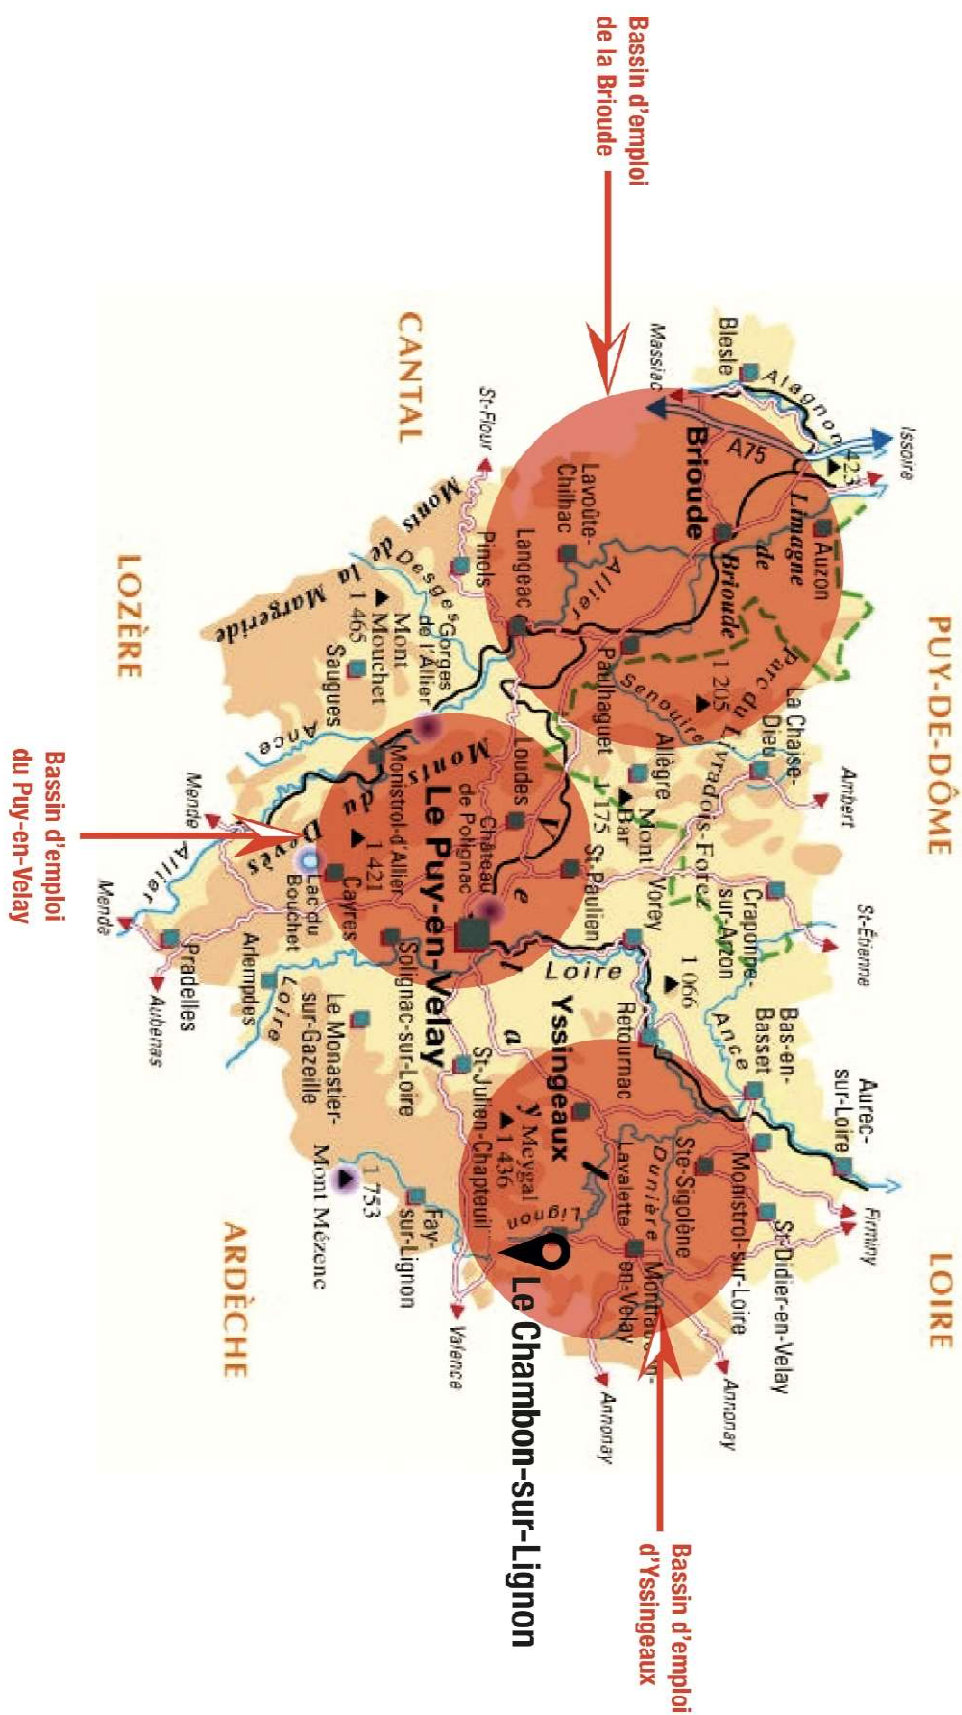 PUY-DE-DÔME
LOIRE
CANTAL
LOZÈRE
ARDÈCHE
Bassin d'emploi
de la Brioude
Bassin d'emploi
du Puy-en-Velay
Bassin d'emploi
d'Yssingeaux
Le Chambon-sur-Lignon
Issoire
Alagnon
423
Blesle
Massiac
A75
Brioude
Limagne
de
Brioude
Auzon
Lavoûte-
Chilhac
Allier
Langeac
St-Flour
Pinols
Paulhaguet
Senouire
1 205
Parc du
Livradois-Forez
La Chaise-
Dieu
Ambert
Allègre
Mont
Bar
1 175
Craponne-
sur-Arzon
St-Étienne
Vorey
St-Paulien
Loire
1 066
Retournac
Ance
Bas-en-
Basset
Aurec-
sur-Loire
Firminy
Monistrol-sur-Loire
St-Didier-en-Velay
Ste-Sigolène
Dunière
Lavalette
Montfaucon-
en-Velay
Annonay
Annonay
Yssingeaux
Meygal
1 436
Lignon
St-Julien-Chapteuil
Valence
Fay-
sur-Lignon
1 753
Mont Mézenc
Le Monastier-
sur-Gazeille
Solignac-sur-Loire
Le Puy-en-Velay
Château
de Polignac
Loudes
V e l a y
Monts
du
Devès
Monistrol-d'Allier
1 421
Cayres
Lac du
Bouchet
Arlempdes
Loire
Pradelles
Aubenas
Mende
Mende
Allier
Ance
Saugues
Mont
Mouchet
1 465
Gorges
de l'Allier
Desges
Monts de
la Margeride